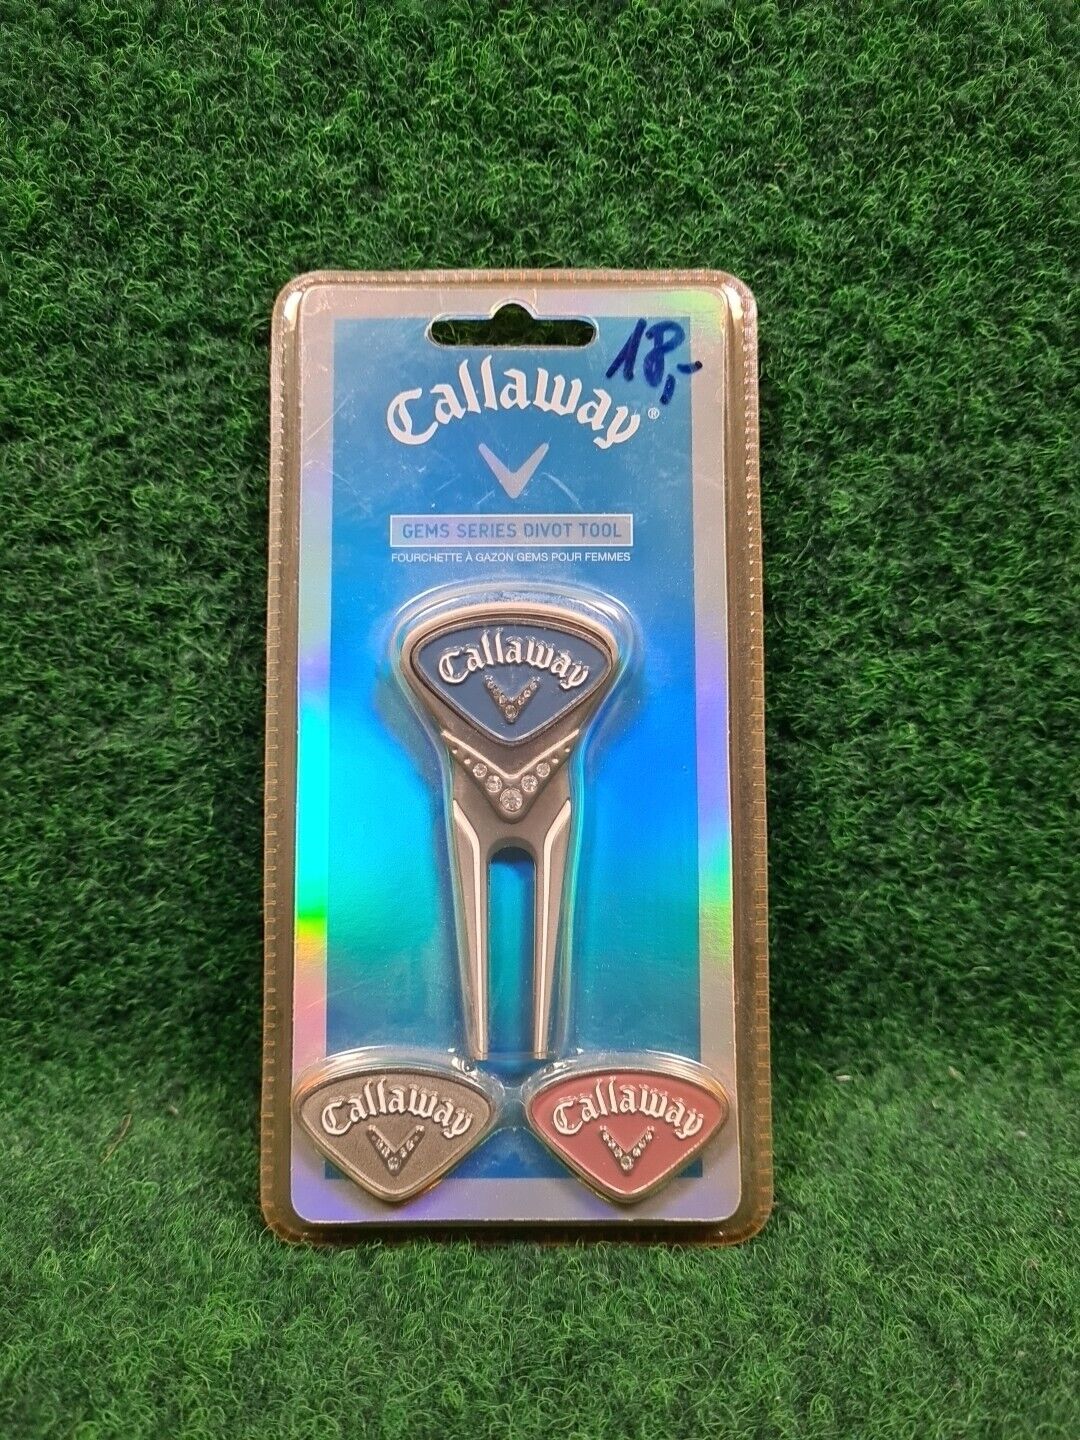 18,-
Callaway®
GEMS SERIES DIVOT TOOL
FOURCHETTE À GAZON GEMS POUR FEMMES
Callaway
Callaway
Callaway